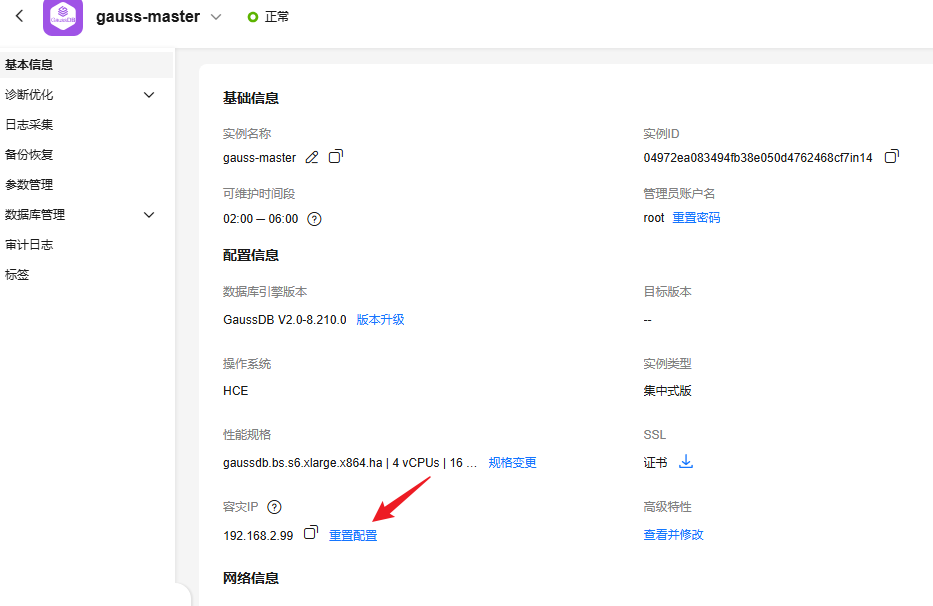 gauss-master
正常
GaussDB
基本信息
诊断优化
日志采集
备份恢复
参数管理
数据库管理
审计日志
标签
基础信息
实例名称
gauss-master
实例ID
04972ea083494fb38e050d4762468cf7in14
可维护时间段
02:00 — 06:00
管理员账户名
root 重置密码
配置信息
数据库引擎版本
GaussDB V2.0-8.210.0 版本升级
目标版本
--
操作系统
HCE
实例类型
集中式版
性能规格
gaussdb.bs.s6.xlarge.x864.ha | 4 vCPUs | 16 ... 规格变更
SSL
证书
容灾IP
192.168.2.99 重置配置
高级特性
查看并修改
网络信息